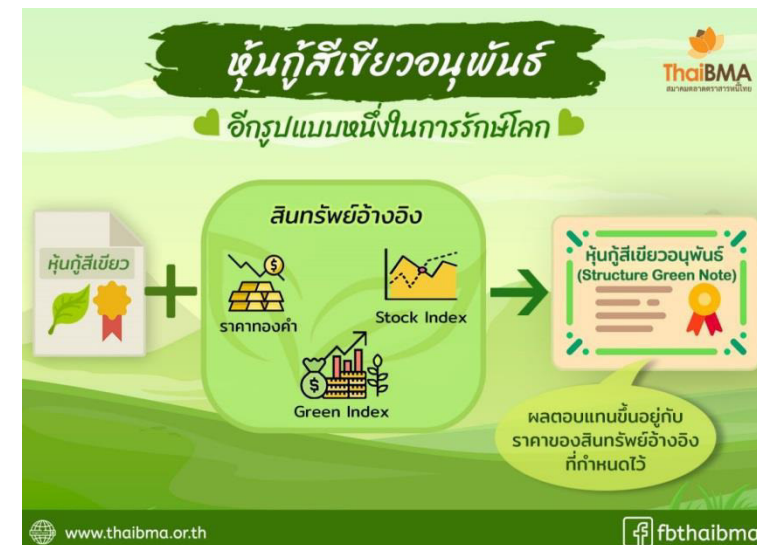 หุ้นกู้สีเขียวอนุพันธ์
ThaiBMA
สมาคมตลาดตราสารหนี้ไทย
อีกรูปแบบหนึ่งในการรักษ์โลก
สินทรัพย์อ้างอิง
หุ้นกู้สีเขียว
ราคาทองคำ
Stock Index
Green Index
หุ้นกู้สีเขียวอนุพันธ์
(Structure Green Note)
ผลตอบแทนขึ้นอยู่กับ
ราคาของสินทรัพย์อ้างอิง
ที่กำหนดไว้
www.thaibma.or.th
fbthaibma